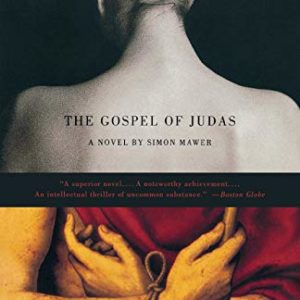 THE GOSPEL OF JUDAS
A NOVEL BY SIMON MAWER
"A superior novel.... A noteworthy achievement....
An intellectual thriller of uncommon substance." – Boston Globe